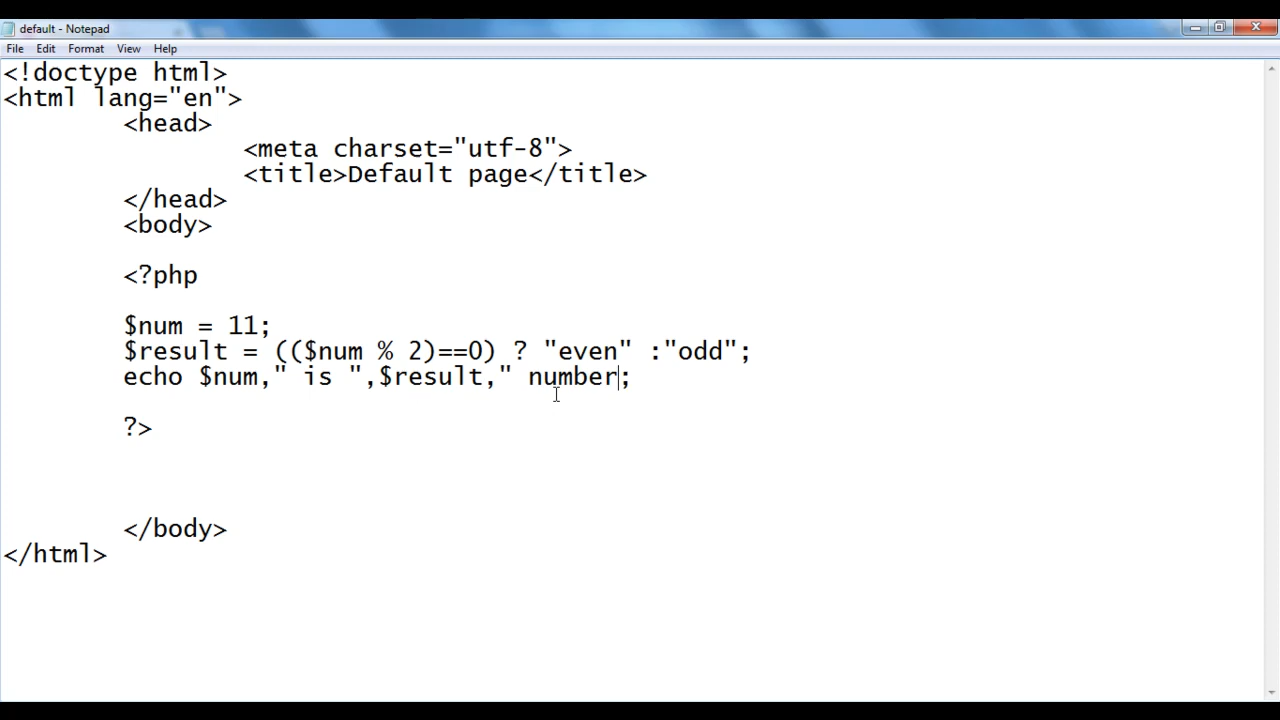 default - Notepad
File Edit Format View Help
<!doctype html>
<html lang="en">
<head>
<meta charset="utf-8">
<title>Default page</title>
</head>
<body>
<?php
$num = 11;
$result = (($num % 2)==0) ? "even" :"odd";
echo $num," is ",$result," number;
?>
</body>
</html>